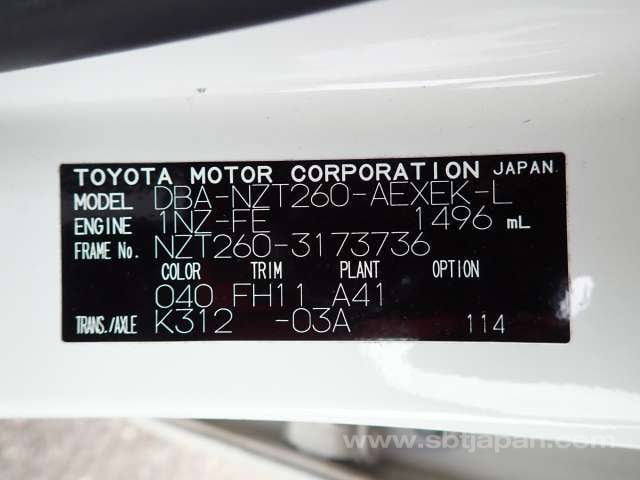 TOYOTA MOTOR CORPORATION JAPAN
MODEL DBA-NZT260-AEXEK-L
ENGINE 1NZ-FE 1496 mL
FRAME No. NZT260-3173736
COLOR TRIM PLANT OPTION
040 FH11 A41
TRANS./AXLE K312 -03A 114
www.sbtjapan.com